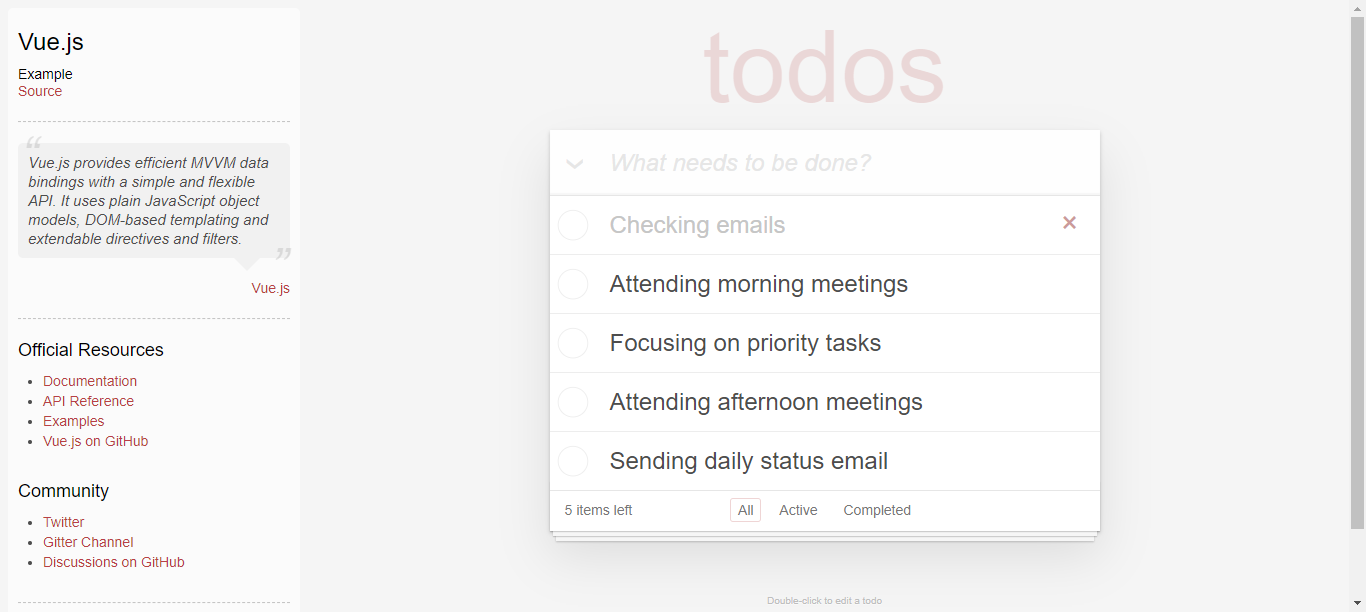 Vue.js
Example
Source
“
Vue.js provides efficient MVVM data
bindings with a simple and flexible
API. It uses plain JavaScript object
models, DOM-based templating and
extendable directives and filters.
”
Vue.js
Official Resources
Documentation
API Reference
Examples
Vue.js on GitHub
Community
Twitter
Gitter Channel
Discussions on GitHub
todos
What needs to be done?
Checking emails ×
Attending morning meetings
Focusing on priority tasks
Attending afternoon meetings
Sending daily status email
5 items left All Active Completed
Double-click to edit a todo